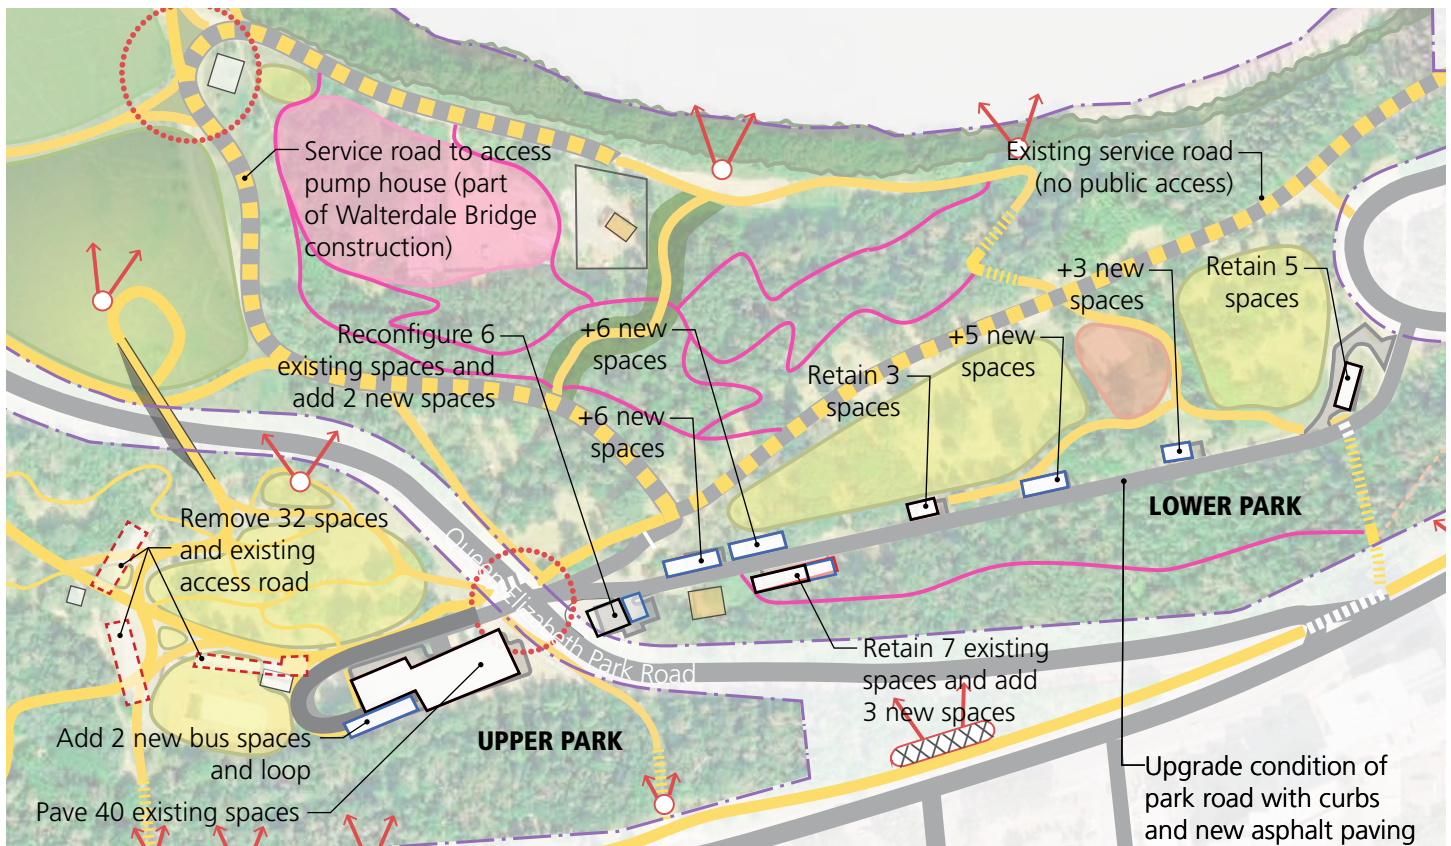 Service road to access
pump house (part
of Walterdale Bridge
construction)
Existing service road
(no public access)
+3 new
spaces
Retain 5
spaces
Reconfigure 6
existing spaces and
add 2 new spaces
+6 new
spaces
+5 new
spaces
Retain 3
spaces
+6 new
spaces
LOWER PARK
Remove 32 spaces
and existing
access road
Queen Elizabeth Park Road
Retain 7 existing
spaces and add
3 new spaces
Add 2 new bus spaces
and loop
UPPER PARK
Pave 40 existing spaces
Upgrade condition of
park road with curbs
and new asphalt paving